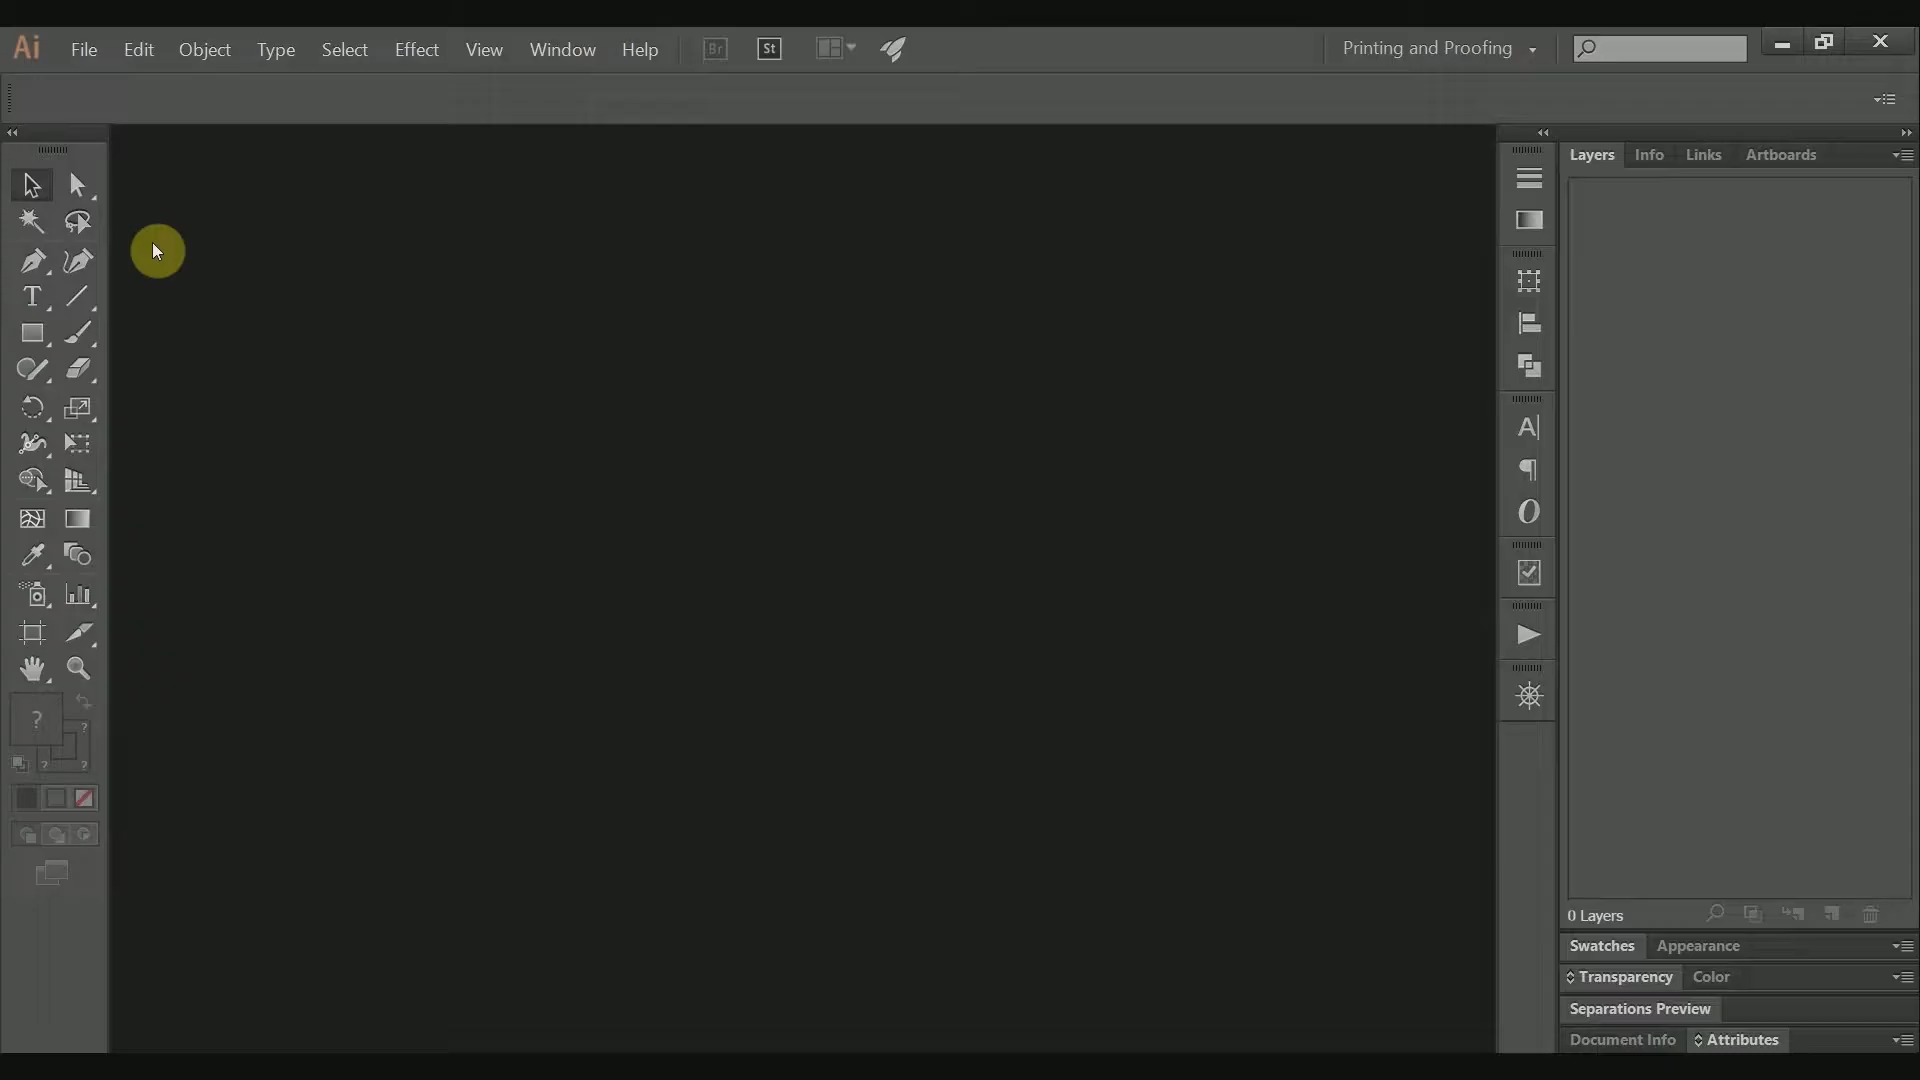 Ai File Edit Object Type Select Effect View Window Help Br St Printing and Proofing
Layers Info Links Artboards
T
A
¶
O
?
?
? ?
0 Layers
Swatches Appearance
Transparency Color
Separations Preview
Document Info Attributes